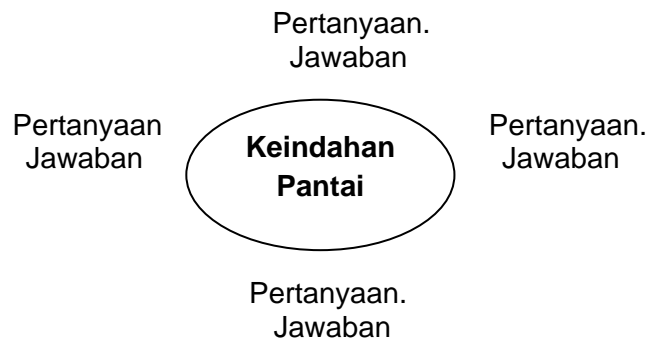 Pertanyaan.
Jawaban
Pertanyaan
Jawaban
Keindahan
Pantai
Pertanyaan.
Jawaban
Pertanyaan.
Jawaban